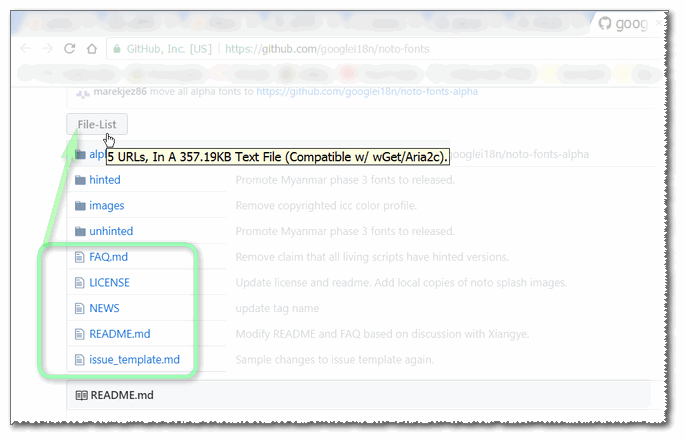 goog
GitHub, Inc. [US] https://github.com/googlei18n/noto-fonts
marekjez86 move all alpha fonts to https://github.com/googlei18n/noto-fonts-alpha
File-List
5 URLs, In A 357.19KB Text File (Compatible w/ wGet/Aria2c).
googlei18n/noto-fonts-alpha
hinted Promote Myanmar phase 3 fonts to released.
images Remove copyrighted icc color profile.
unhinted Promote Myanmar phase 3 fonts to released.
FAQ.md Remove claim that all living scripts have hinted versions.
LICENSE Update license and readme. Add local copies of noto splash images.
NEWS update tag name
README.md Modify README and FAQ based on discussion with Xiangye.
issue_template.md Sample changes to issue template again.
README.md